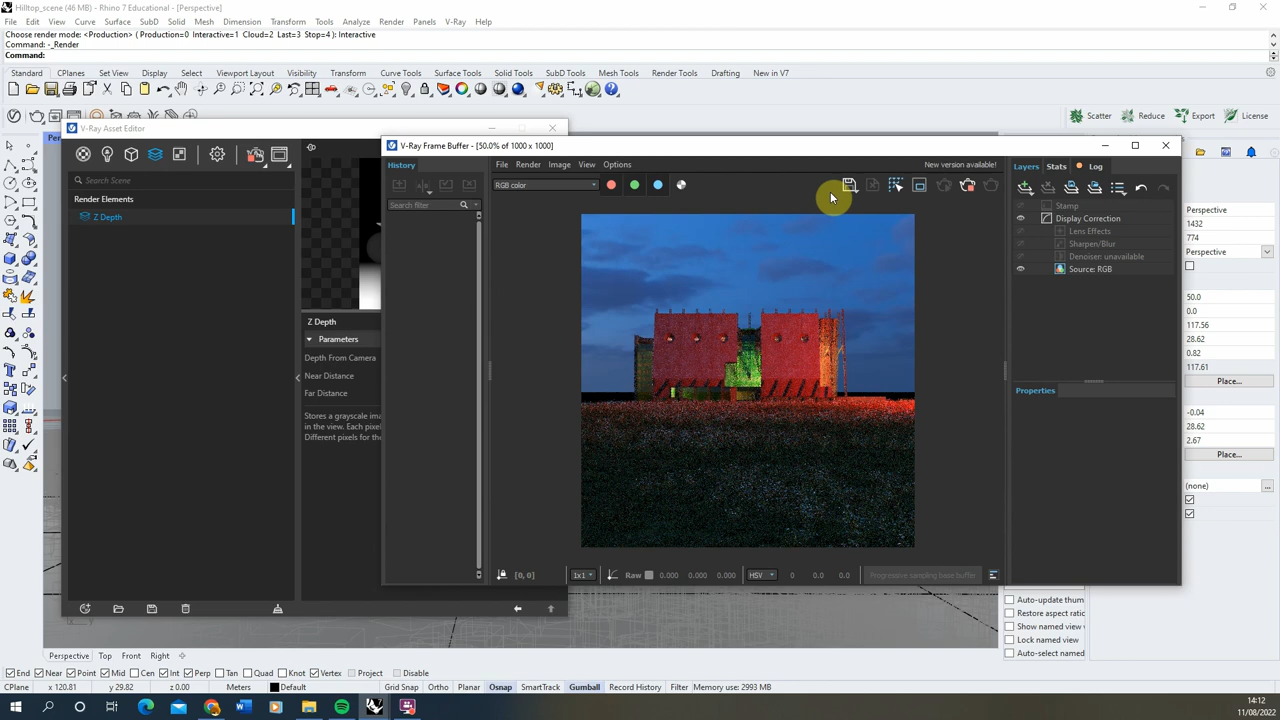 Hilltop_scene (46 MB) - Rhino 7 Educational - [Perspective]
File Edit View Curve Surface SubD Solid Mesh Dimension Transform Tools Analyze Render Panels V-Ray Help
Choose render mode: <Production> ( Production=0 Interactive=1 Cloud=2 Last=3 Stop=4 ): Interactive
Command: -_Render
Command:
Standard CPlanes Set View Display Select Viewport Layout Visibility Transform Curve Tools Surface Tools Solid Tools SubD Tools Mesh Tools Render Tools Drafting New in V7
Scatter Reduce Export License
V-Ray Asset Editor
Search Scene
Render Elements
Z Depth
Z Depth
Parameters
Depth From Camera
Near Distance
Far Distance
Stores a grayscale ima
in the view. Each pixel
Different pixels for the
V-Ray Frame Buffer - [50.0% of 1000 x 1000]
History
File Render Image View Options
New version available!
RGB color
Search filter
Layers Stats Log
Stamp
Display Correction
Lens Effects
Sharpen/Blur
Denoiser: unavailable
Source: RGB
Properties
[0, 0] 1x1 Raw 0.000 0.000 0.000 HSV 0 0.0 0.0 Progressive sampling base buffer
Perspective
1432
774
Perspective
50.0
0.0
117.56
28.62
0.82
117.61
Place...
-0.04
28.62
2.67
Place...
(none) ...
Auto-update thum
Restore aspect ratio
Show named view
Lock named view
Auto-select named
Perspective Top Front Right
End Near Point Mid Cen Int Perp Tan Quad Knot Vertex Project Disable
CPlane x 120.81 y 29.82 z 0.00 Meters Default Grid Snap Ortho Planar Osnap SmartTrack Gumball Record History Filter Memory use: 2993 MB
14:12
11/08/2022